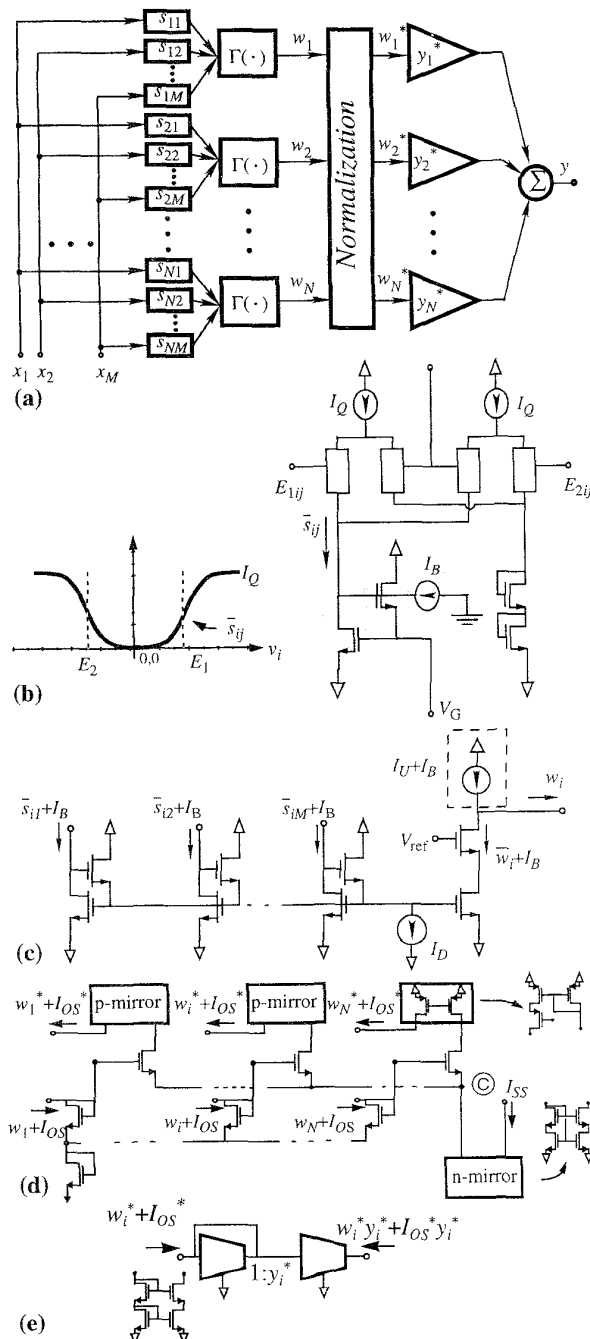 s11
s12
s1M
s21
s22
s2M
sN1
sN2
sNM
Γ(·)
Γ(·)
Γ(·)
w1
w2
wN
Normalization
w1*
w2*
wN*
y1*
y2*
yN*
Σ
y
x1
x2
xM
(a)
IQ
IQ
E1ij
E2ij
s̅ij
IB
VG
IQ
s̅ij
E2
0,0
E1
vi
(b)
IU+IB
wi
s̅i1+IB
s̅i2+IB
s̅iM+IB
Vref
w̅i+IB
ID
(c)
w1*+IOS*
p-mirror
wi*+IOS*
p-mirror
wN*+IOS*
C
ISS
w1+IOS
wi+IOS
wN+IOS
n-mirror
(d)
wi*+IOS*
wi*yi*+IOS*yi*
1:yi*
(e)